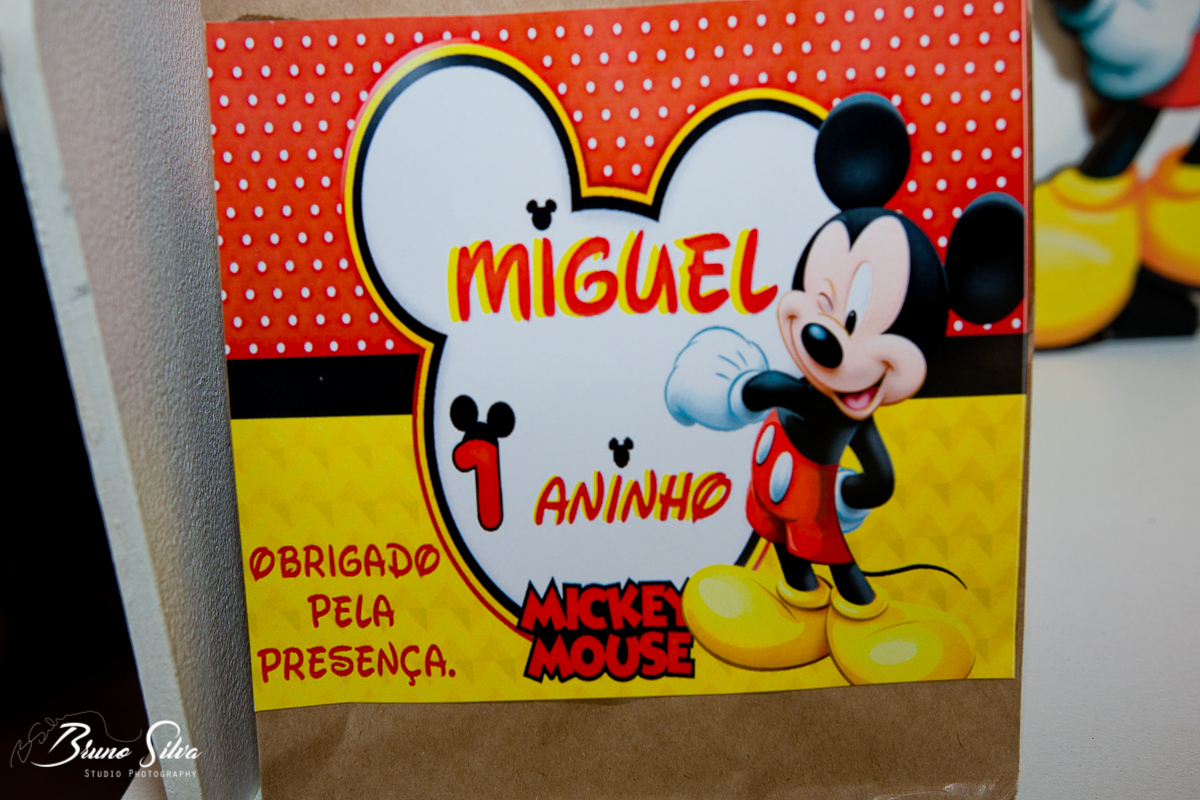 MIGUEL
1 ANINHO
OBRIGADO
PELA
PRESENÇA.
MICKEY
MOUSE
Bruno Silva
STUDIO PHOTOGRAPHY